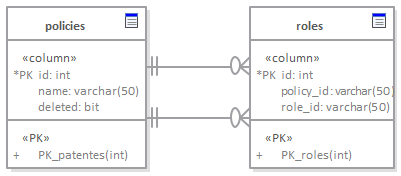 policies
«column»
*PK id: int
name: varchar(50)
deleted: bit
«PK»
+ PK_patentes(int)
roles
«column»
*PK id: int
policy_id: varchar(50)
role_id: varchar(50)
«PK»
+ PK_roles(int)